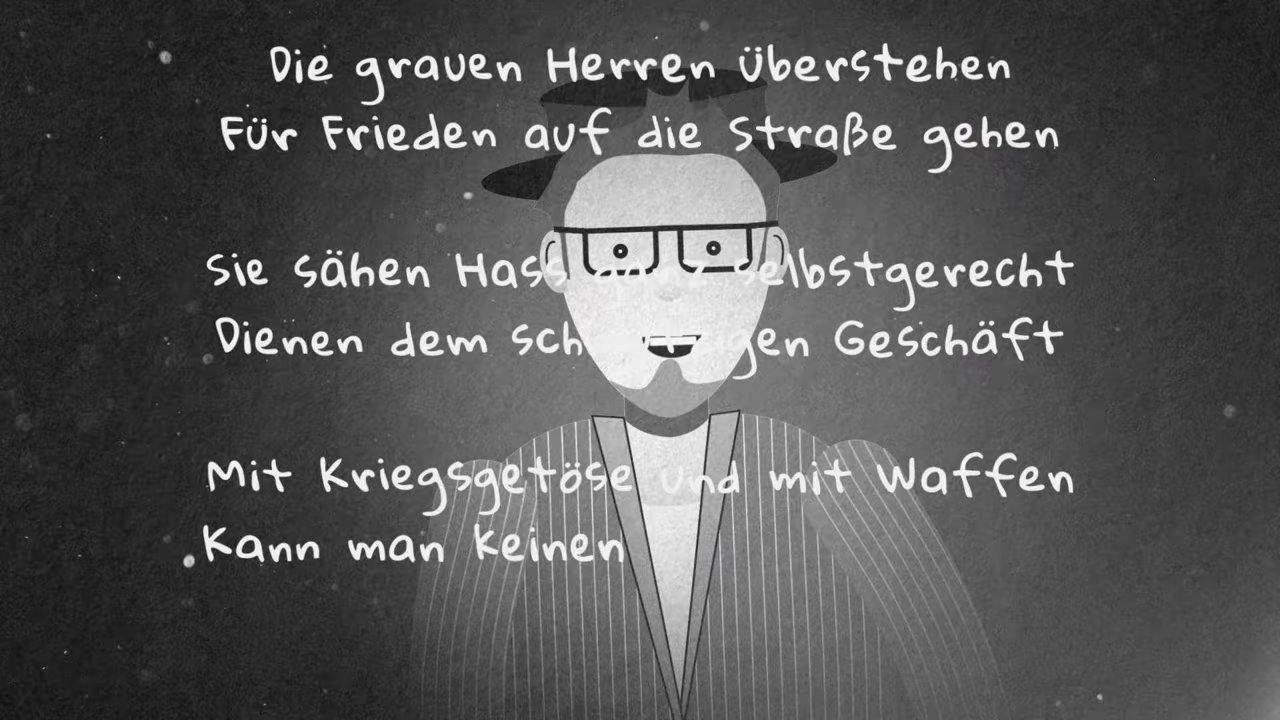 Die grauen Herren überstehen
Für Frieden auf die Straße gehen
Sie sähen Hass ganz selbstgerecht
Dienen dem Geschäft
Mit Kriegsgetöse und mit Waffen
Kann man keinen